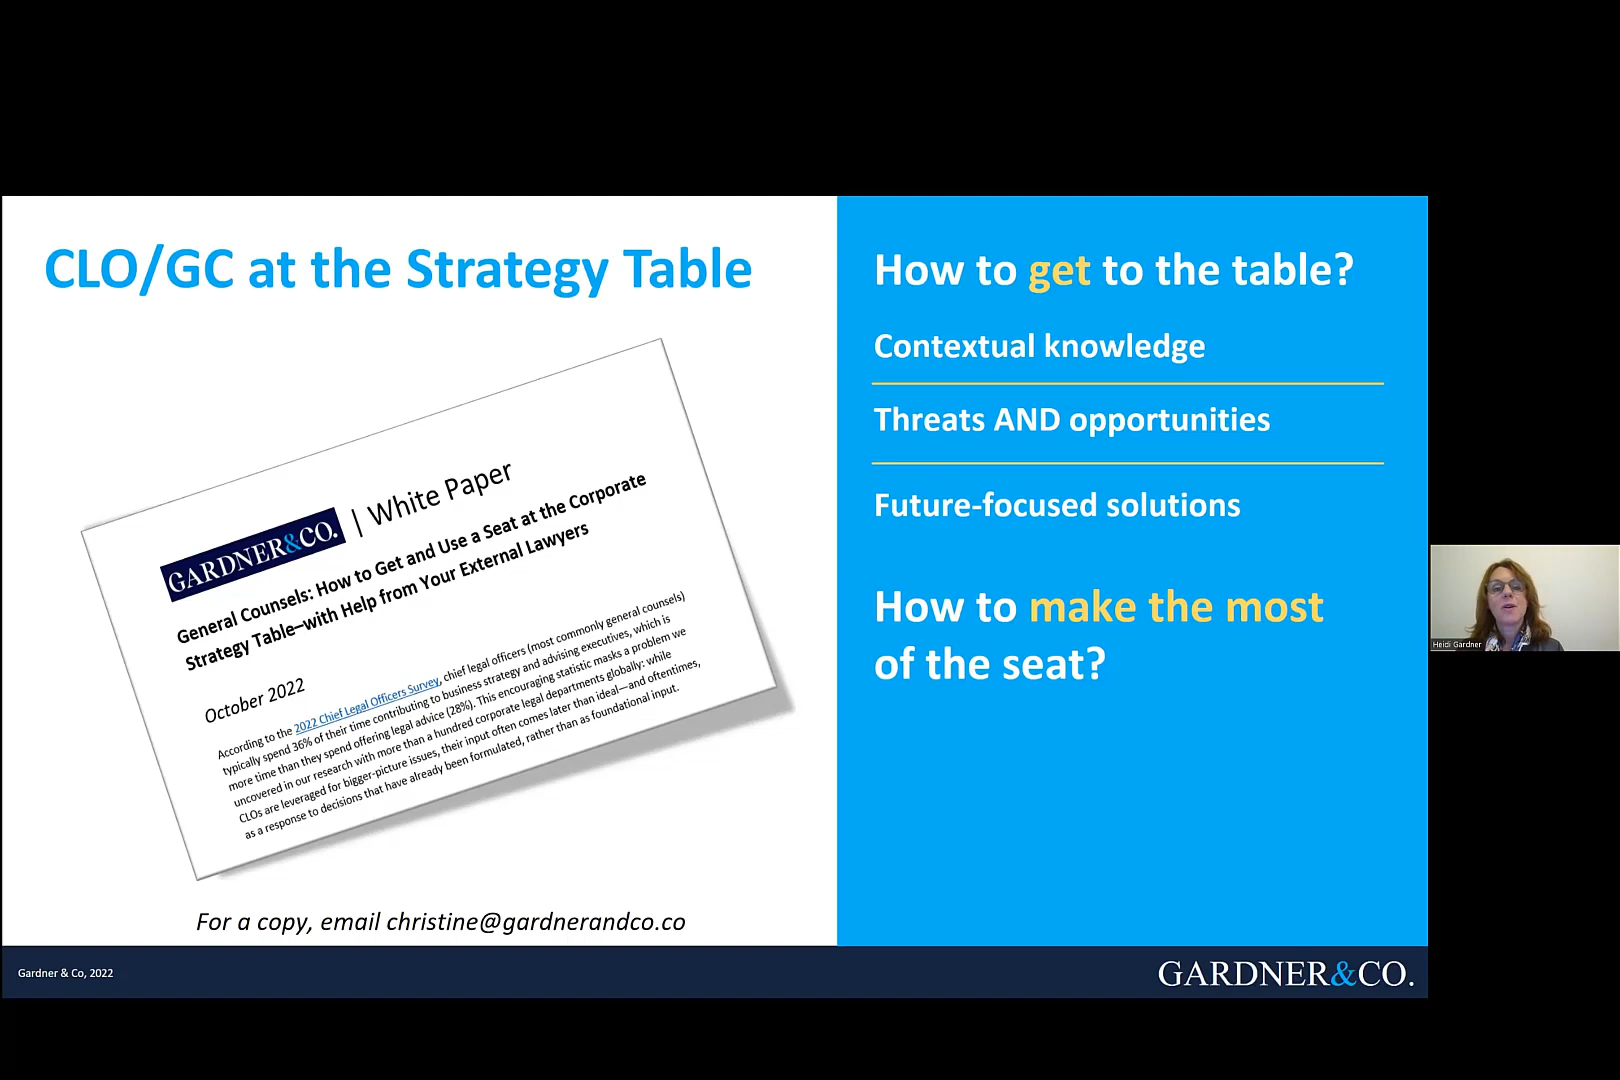 CLO/GC at the Strategy Table
GARDNER&CO. | White Paper
General Counsels: How to Get and Use a Seat at the Corporate
Strategy Table–with Help from Your External Lawyers
October 2022
According to the 2022 Chief Legal Officers Survey, chief legal officers (most commonly general counsels)
typically spend 36% of their time contributing to business strategy and advising executives, which is
more time than they spend offering legal advice (28%). This encouraging statistic masks a problem we
uncovered in our research with more than a hundred corporate legal departments globally: while
CLOs are leveraged for bigger-picture issues, their input often comes later than ideal—and oftentimes,
as a response to decisions that have already been formulated, rather than as foundational input.
For a copy, email christine@gardnerandco.co
How to get to the table?
Contextual knowledge
Threats AND opportunities
Future-focused solutions
How to make the most
of the seat?
Heidi Gardner
Gardner & Co, 2022
GARDNER&CO.